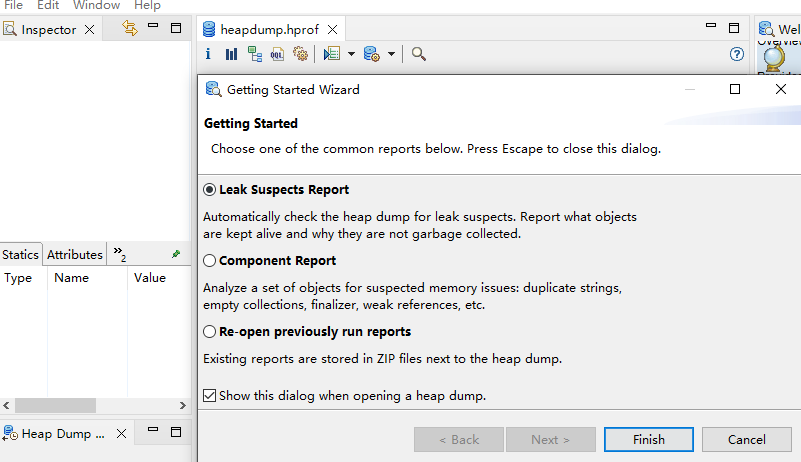 File Edit Window Help
Inspector
heapdump.hprof
Wel
i
OQL
?
Overview
Getting Started Wizard
Getting Started
Choose one of the common reports below. Press Escape to close this dialog.
Leak Suspects Report
Automatically check the heap dump for leak suspects. Report what objects
are kept alive and why they are not garbage collected.
Component Report
Analyze a set of objects for suspected memory issues: duplicate strings,
empty collections, finalizer, weak references, etc.
Re-open previously run reports
Existing reports are stored in ZIP files next to the heap dump.
Show this dialog when opening a heap dump.
< Back
Next >
Finish
Cancel
Statics Attributes »2
Type Name Value
Heap Dump ...